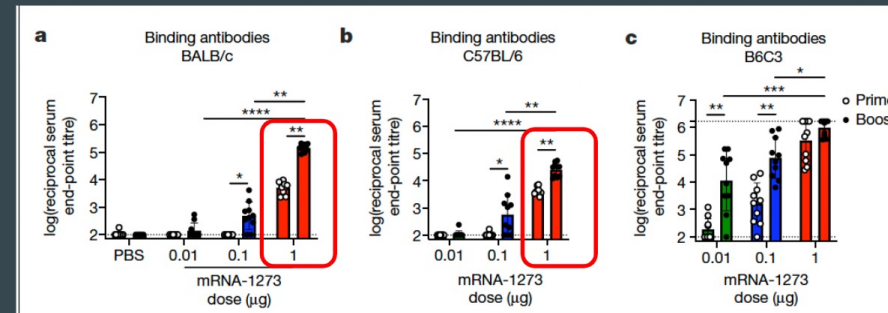 a
Binding antibodies
BALB/c
log(reciprocal serum
end-point titre)
7
6
5
4
3
2
**
****
**
*
PBS
0.01
0.1
1
mRNA-1273
dose (μg)
b
Binding antibodies
C57BL/6
log(reciprocal serum
end-point titre)
7
6
5
4
3
2
**
****
**
*
0.01
0.1
1
mRNA-1273
dose (μg)
c
Binding antibodies
B6C3
log(reciprocal serum
end-point titre)
7
6
5
4
3
2
*
***
**
**
0.01
0.1
1
mRNA-1273
dose (μg)
Prime
Boos